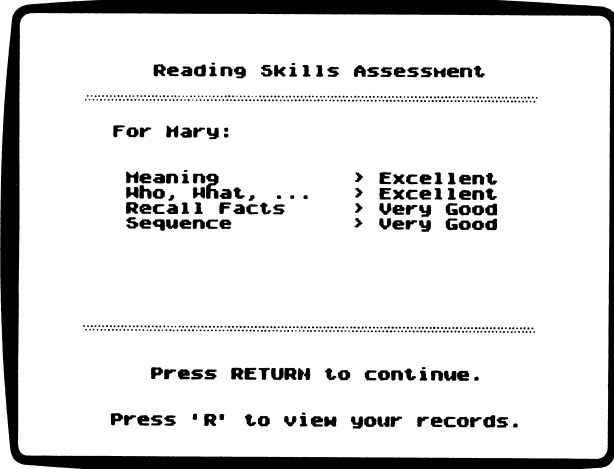 Reading Skills Assessment
For Mary:
Meaning > Excellent
Who, What, ... > Excellent
Recall Facts > Very Good
Sequence > Very Good
Press RETURN to continue.
Press 'R' to view your records.